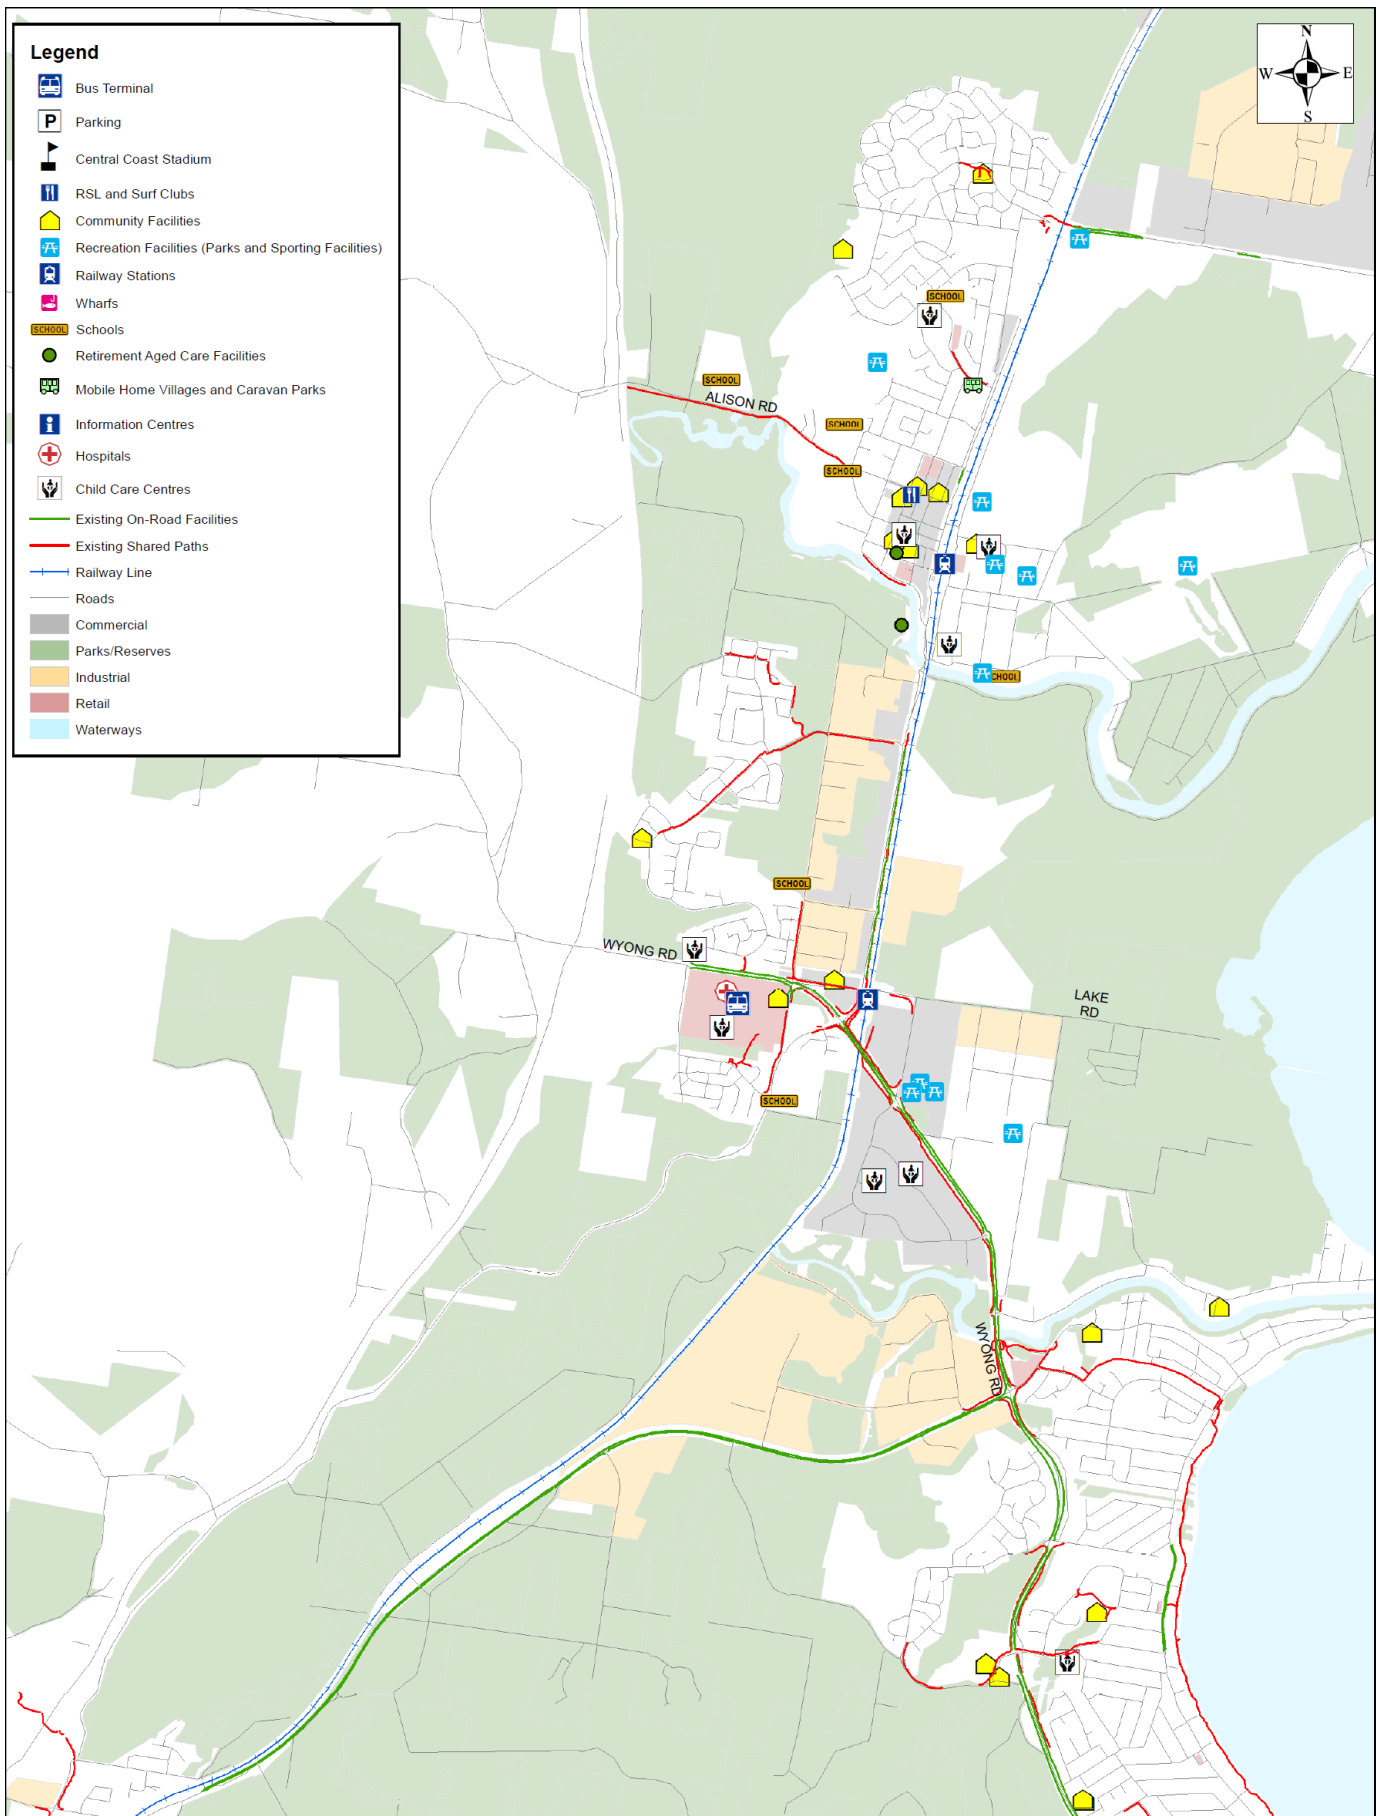 Legend
Bus Terminal
P Parking
Central Coast Stadium
RSL and Surf Clubs
Community Facilities
Recreation Facilities (Parks and Sporting Facilities)
Railway Stations
Wharfs
SCHOOL Schools
Retirement Aged Care Facilities
Mobile Home Villages and Caravan Parks
Information Centres
Hospitals
Child Care Centres
Existing On-Road Facilities
Existing Shared Paths
Railway Line
Roads
Commercial
Parks/Reserves
Industrial
Retail
Waterways
N
W E
S
SCHOOL
SCHOOL
ALISON RD
SCHOOL
SCHOOL
CHOOL
SCHOOL
WYONG RD
LAKE
RD
SCHOOL
WYONG RD